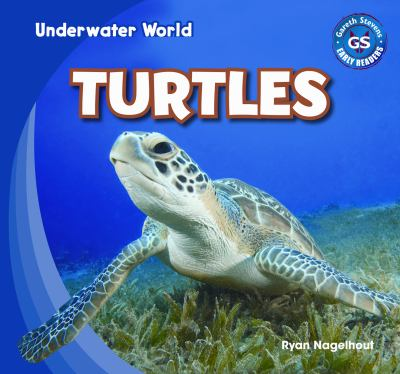 Underwater World
Gareth Stevens
GS
EARLY READERS
TURTLES
Ryan Nagelhout